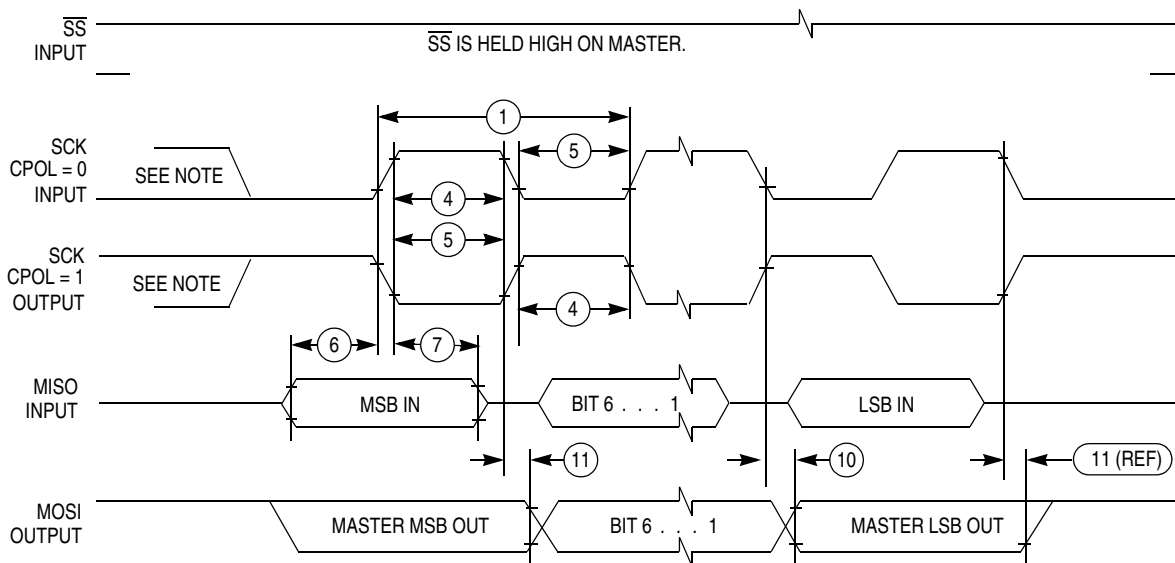 SS
INPUT
SS IS HELD HIGH ON MASTER.
1
SCK
CPOL = 0
INPUT
SEE NOTE
5
4
5
SCK
CPOL = 1
OUTPUT
SEE NOTE
4
6
7
MISO
INPUT
MSB IN
BIT 6 . . . 1
LSB IN
11
10
11 (REF)
MOSI
OUTPUT
MASTER MSB OUT
BIT 6 . . . 1
MASTER LSB OUT